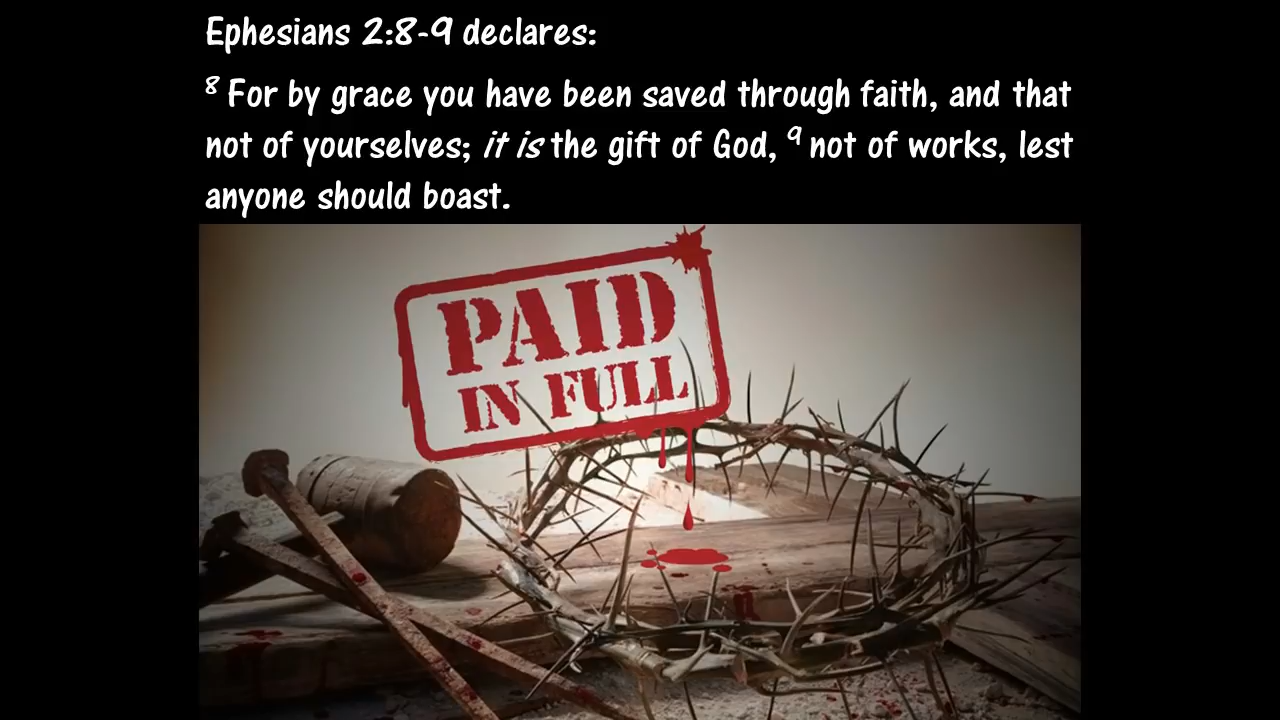 Ephesians 2:8-9 declares:
⁸ For by grace you have been saved through faith, and that
not of yourselves; it is the gift of God, ⁹ not of works, lest
anyone should boast.
PAID
IN FULL